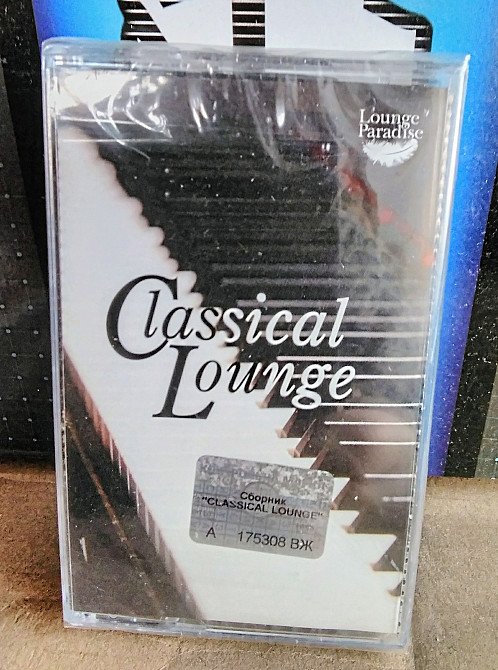 Lounge
Paradise
Classical
Lounge
Сборник
"CLASSICAL LOUNGE"
А 175308 ВЖ